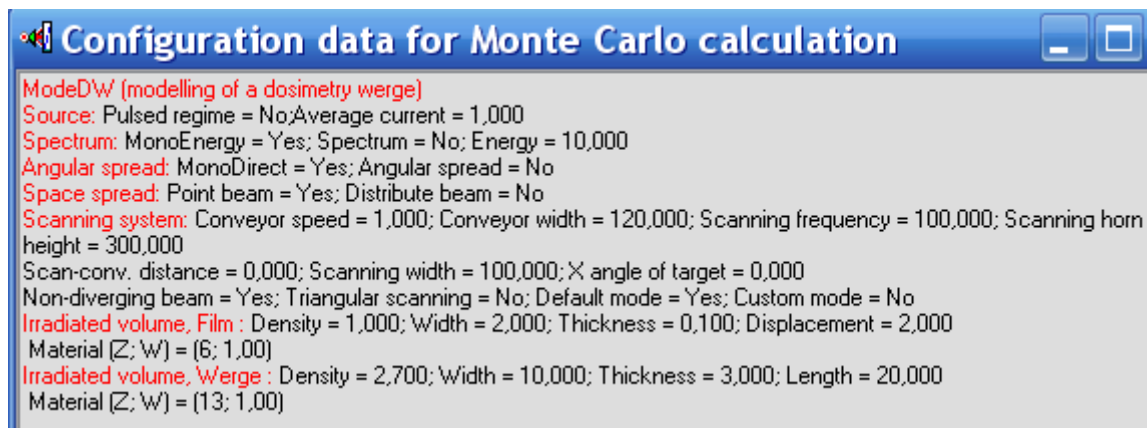 Configuration data for Monte Carlo calculation
ModeDW (modelling of a dosimetry werge)
Source: Pulsed regime = No;Average current = 1,000
Spectrum: MonoEnergy = Yes; Spectrum = No; Energy = 10,000
Angular spread: MonoDirect = Yes; Angular spread = No
Space spread: Point beam = Yes; Distribute beam = No
Scanning system: Conveyor speed = 1,000; Conveyor width = 120,000; Scanning frequency = 100,000; Scanning horn
height = 300,000
Scan-conv. distance = 0,000; Scanning width = 100,000; X angle of target = 0,000
Non-diverging beam = Yes; Triangular scanning = No; Default mode = Yes; Custom mode = No
Irradiated volume, Film : Density = 1,000; Width = 2,000; Thickness = 0,100; Displacement = 2,000
Material (Z; W) = (6; 1,00)
Irradiated volume, Werge : Density = 2,700; Width = 10,000; Thickness = 3,000; Length = 20,000
Material (Z; W) = (13; 1,00)